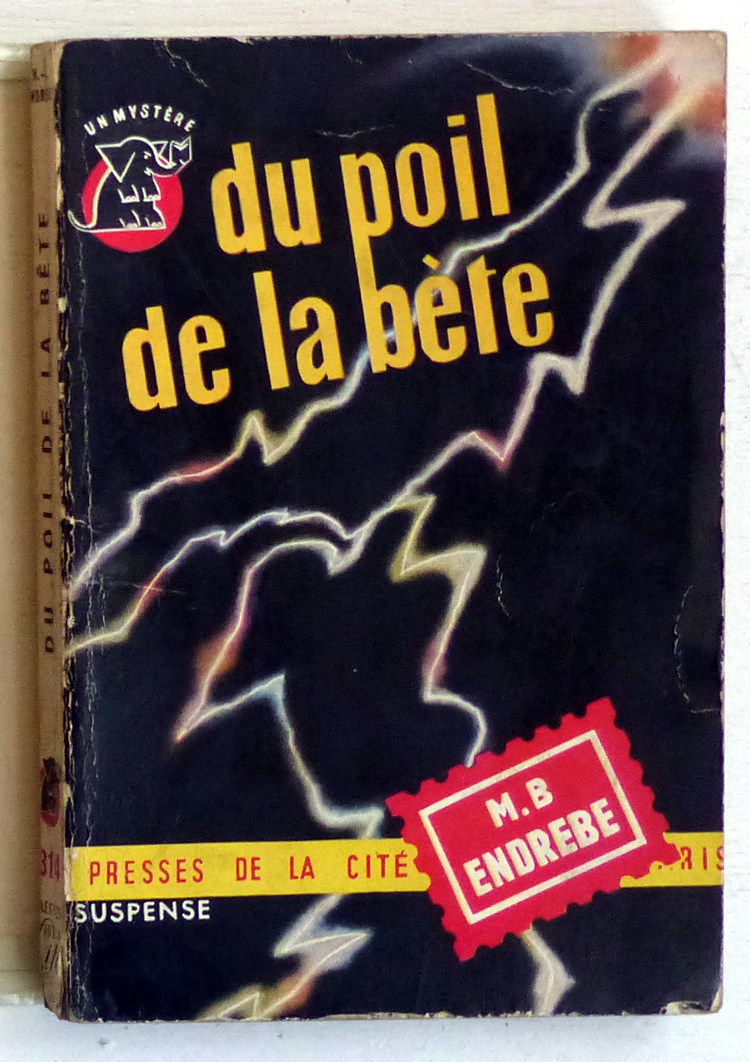 UN MYSTÈRE
du poil
de la bête
M.B
ENDREBE
PRESSES DE LA CITÉ
SUSPENSE
DU POIL DE LA BÊTE
314